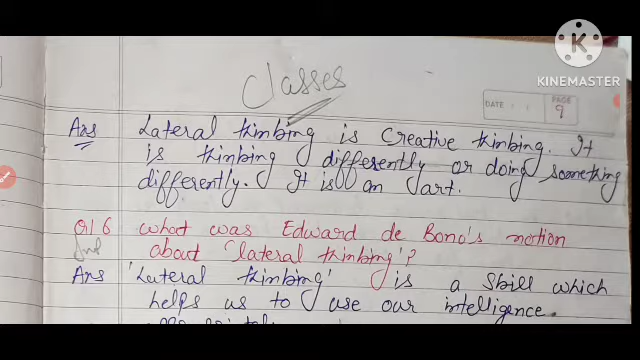 KINEMASTER
Classes
DATE : :
PAGE
9
Ans Lateral thinking is creative thinking. It
is thinking differently or doing something
differently. It is an art.
Q16 what was Edward de Bono's motion
about 'lateral thinking'?
Ans 'Lateral thinking' is a skill which
helps us to use our intelligence.